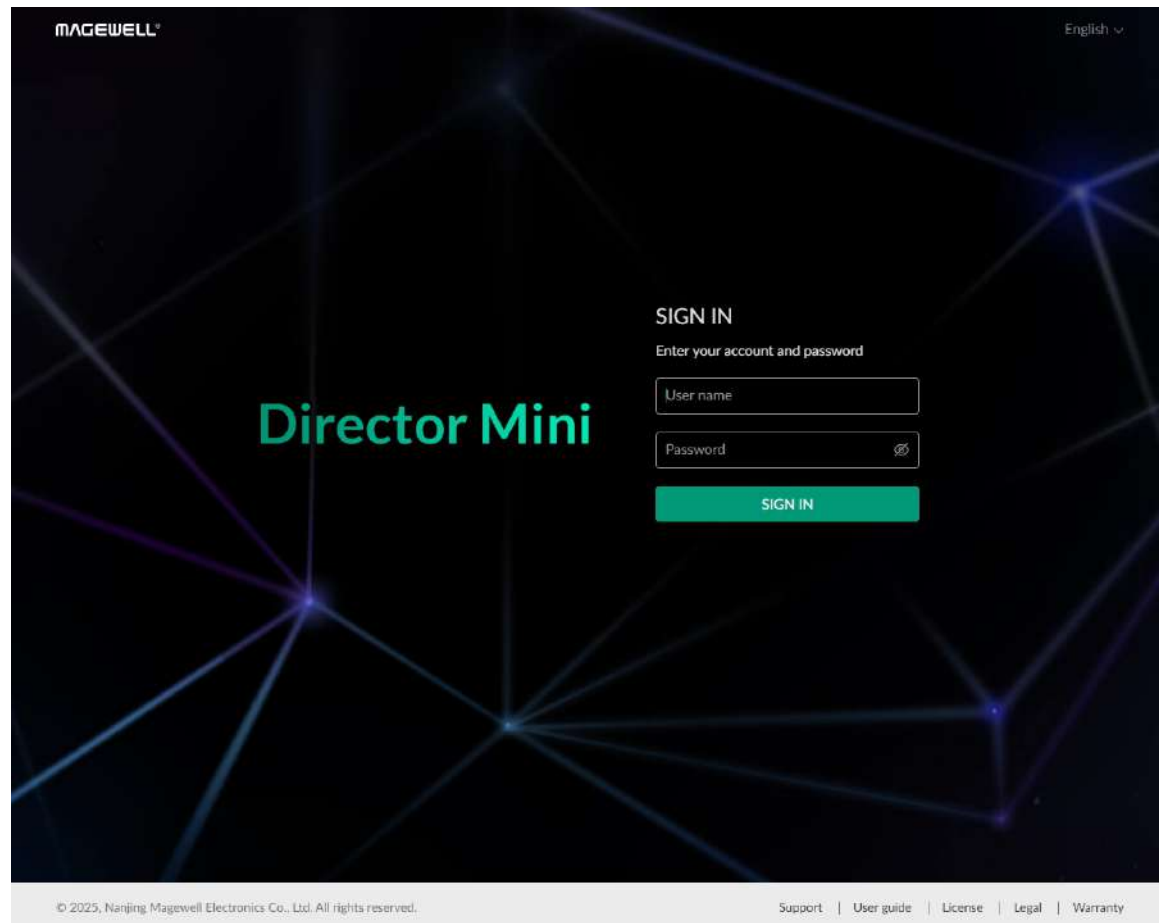 MAGEWELL®
English
SIGN IN
Enter your account and password
User name
Director Mini
Password
SIGN IN
© 2025, Nanjing Magewell Electronics Co., Ltd. All rights reserved.
Support | User guide | License | Legal | Warranty